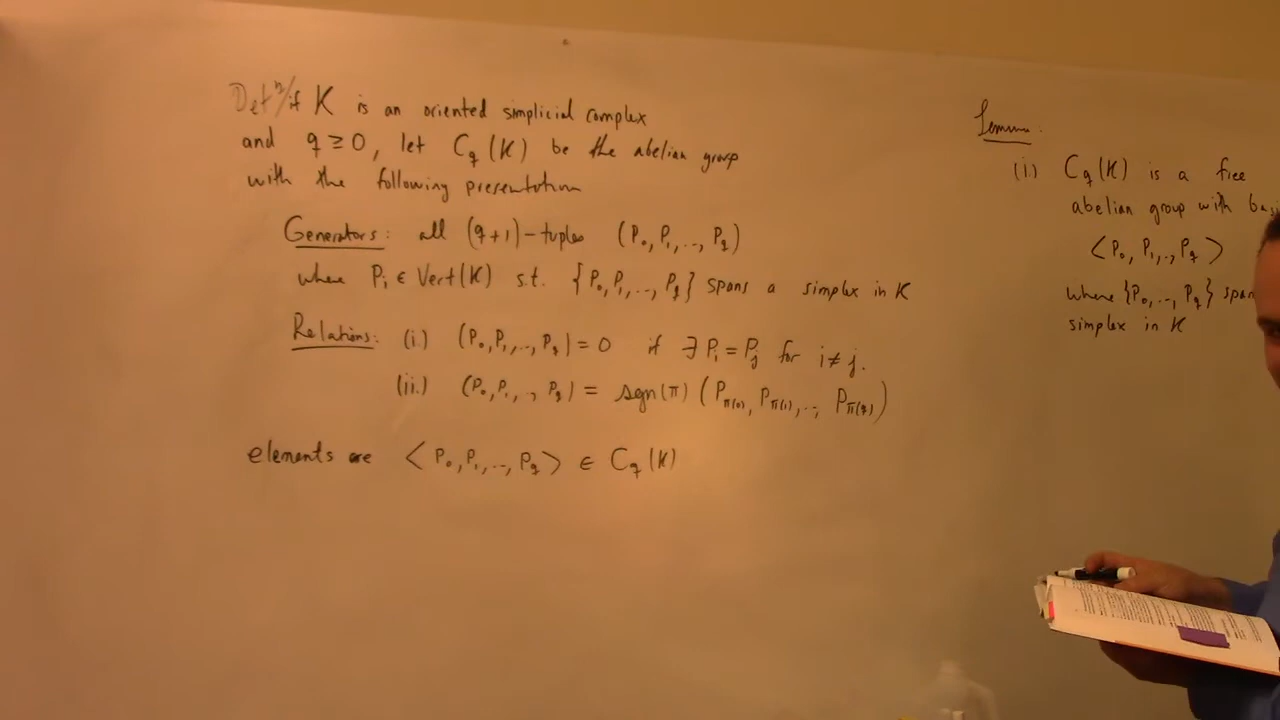 Defⁿ/ if K is an oriented simplicial complex
and q ≥ 0, let C_q(K) be the abelian group
with the following presentation
Generators: all (q+1)-tuples (P_0, P_1, .., P_q)
where P_i ∈ Vert(K) s.t. {P_0, P_1, .., P_q} spans a simplex in K
Relations: (i.) (P_0, P_1, .., P_q) = 0 if ∃ P_i = P_j for i ≠ j.
(ii.) (P_0, P_1, .., P_q) = sgn(π) (P_π(0), P_π(1), .., P_π(q))
elements are < P_0, P_1, .., P_q > ∈ C_q(K)
Lemma:
(i.) C_q(K) is a free
abelian group with
< P_0, P_1, .., P_q >
where {P_0, .., P_q}
simplex in K